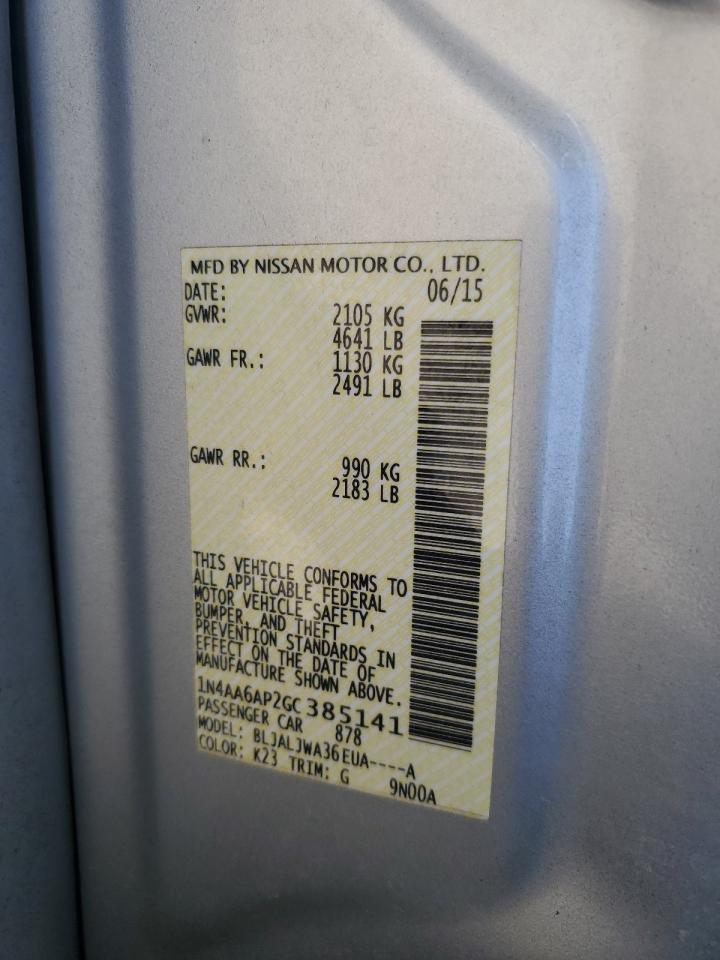 MFD BY NISSAN MOTOR CO., LTD.
DATE: 06/15
GVWR: 2105 KG
4641 LB
GAWR FR.: 1130 KG
2491 LB
GAWR RR.: 990 KG
2183 LB
THIS VEHICLE CONFORMS TO
ALL APPLICABLE FEDERAL
MOTOR VEHICLE SAFETY,
BUMPER, AND THEFT
PREVENTION STANDARDS IN
EFFECT ON THE DATE OF
MANUFACTURE SHOWN ABOVE.
1N4AA6AP2GC385141
PASSENGER CAR 878
MODEL: BLJALJWA36EUA----A
COLOR: K23 TRIM: G 9N00A